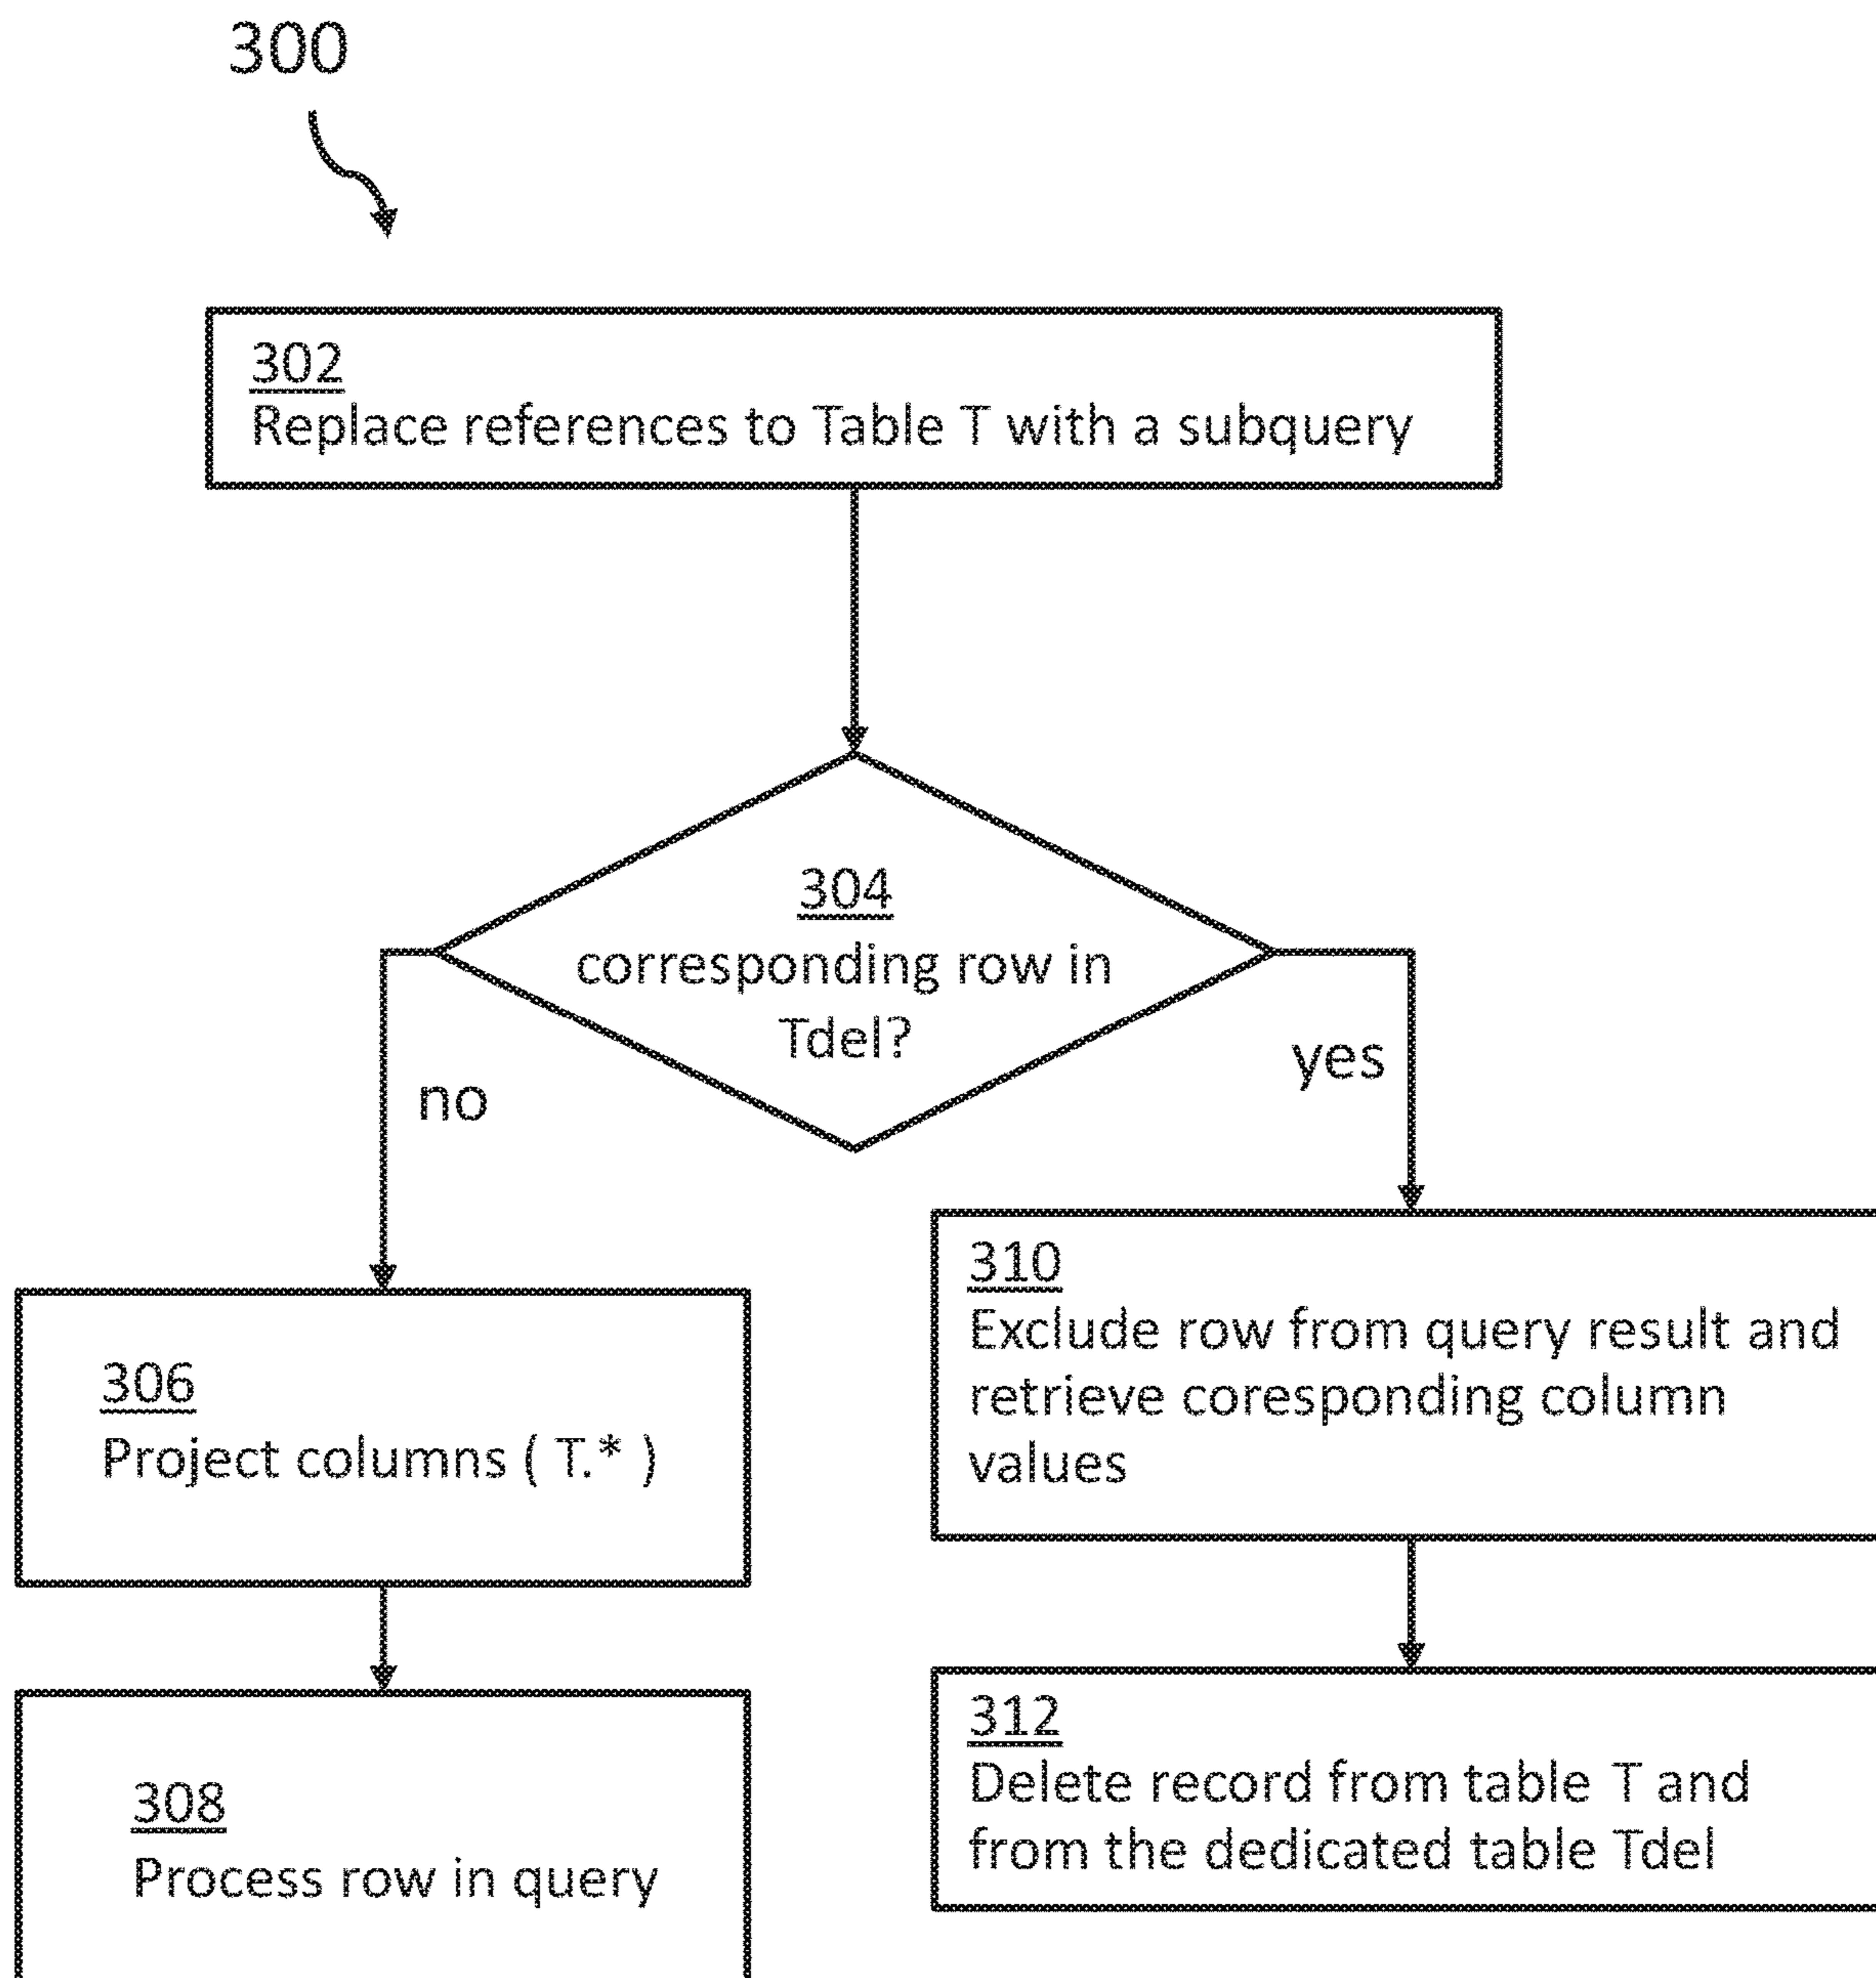 300
302
Replace references to Table T with a subquery
304
corresponding row in
Tdel?
no
yes
306
Project columns ( T.* )
308
Process row in query
310
Exclude row from query result and
retrieve coresponding column
values
312
Delete record from table T and
from the dedicated table Tdel